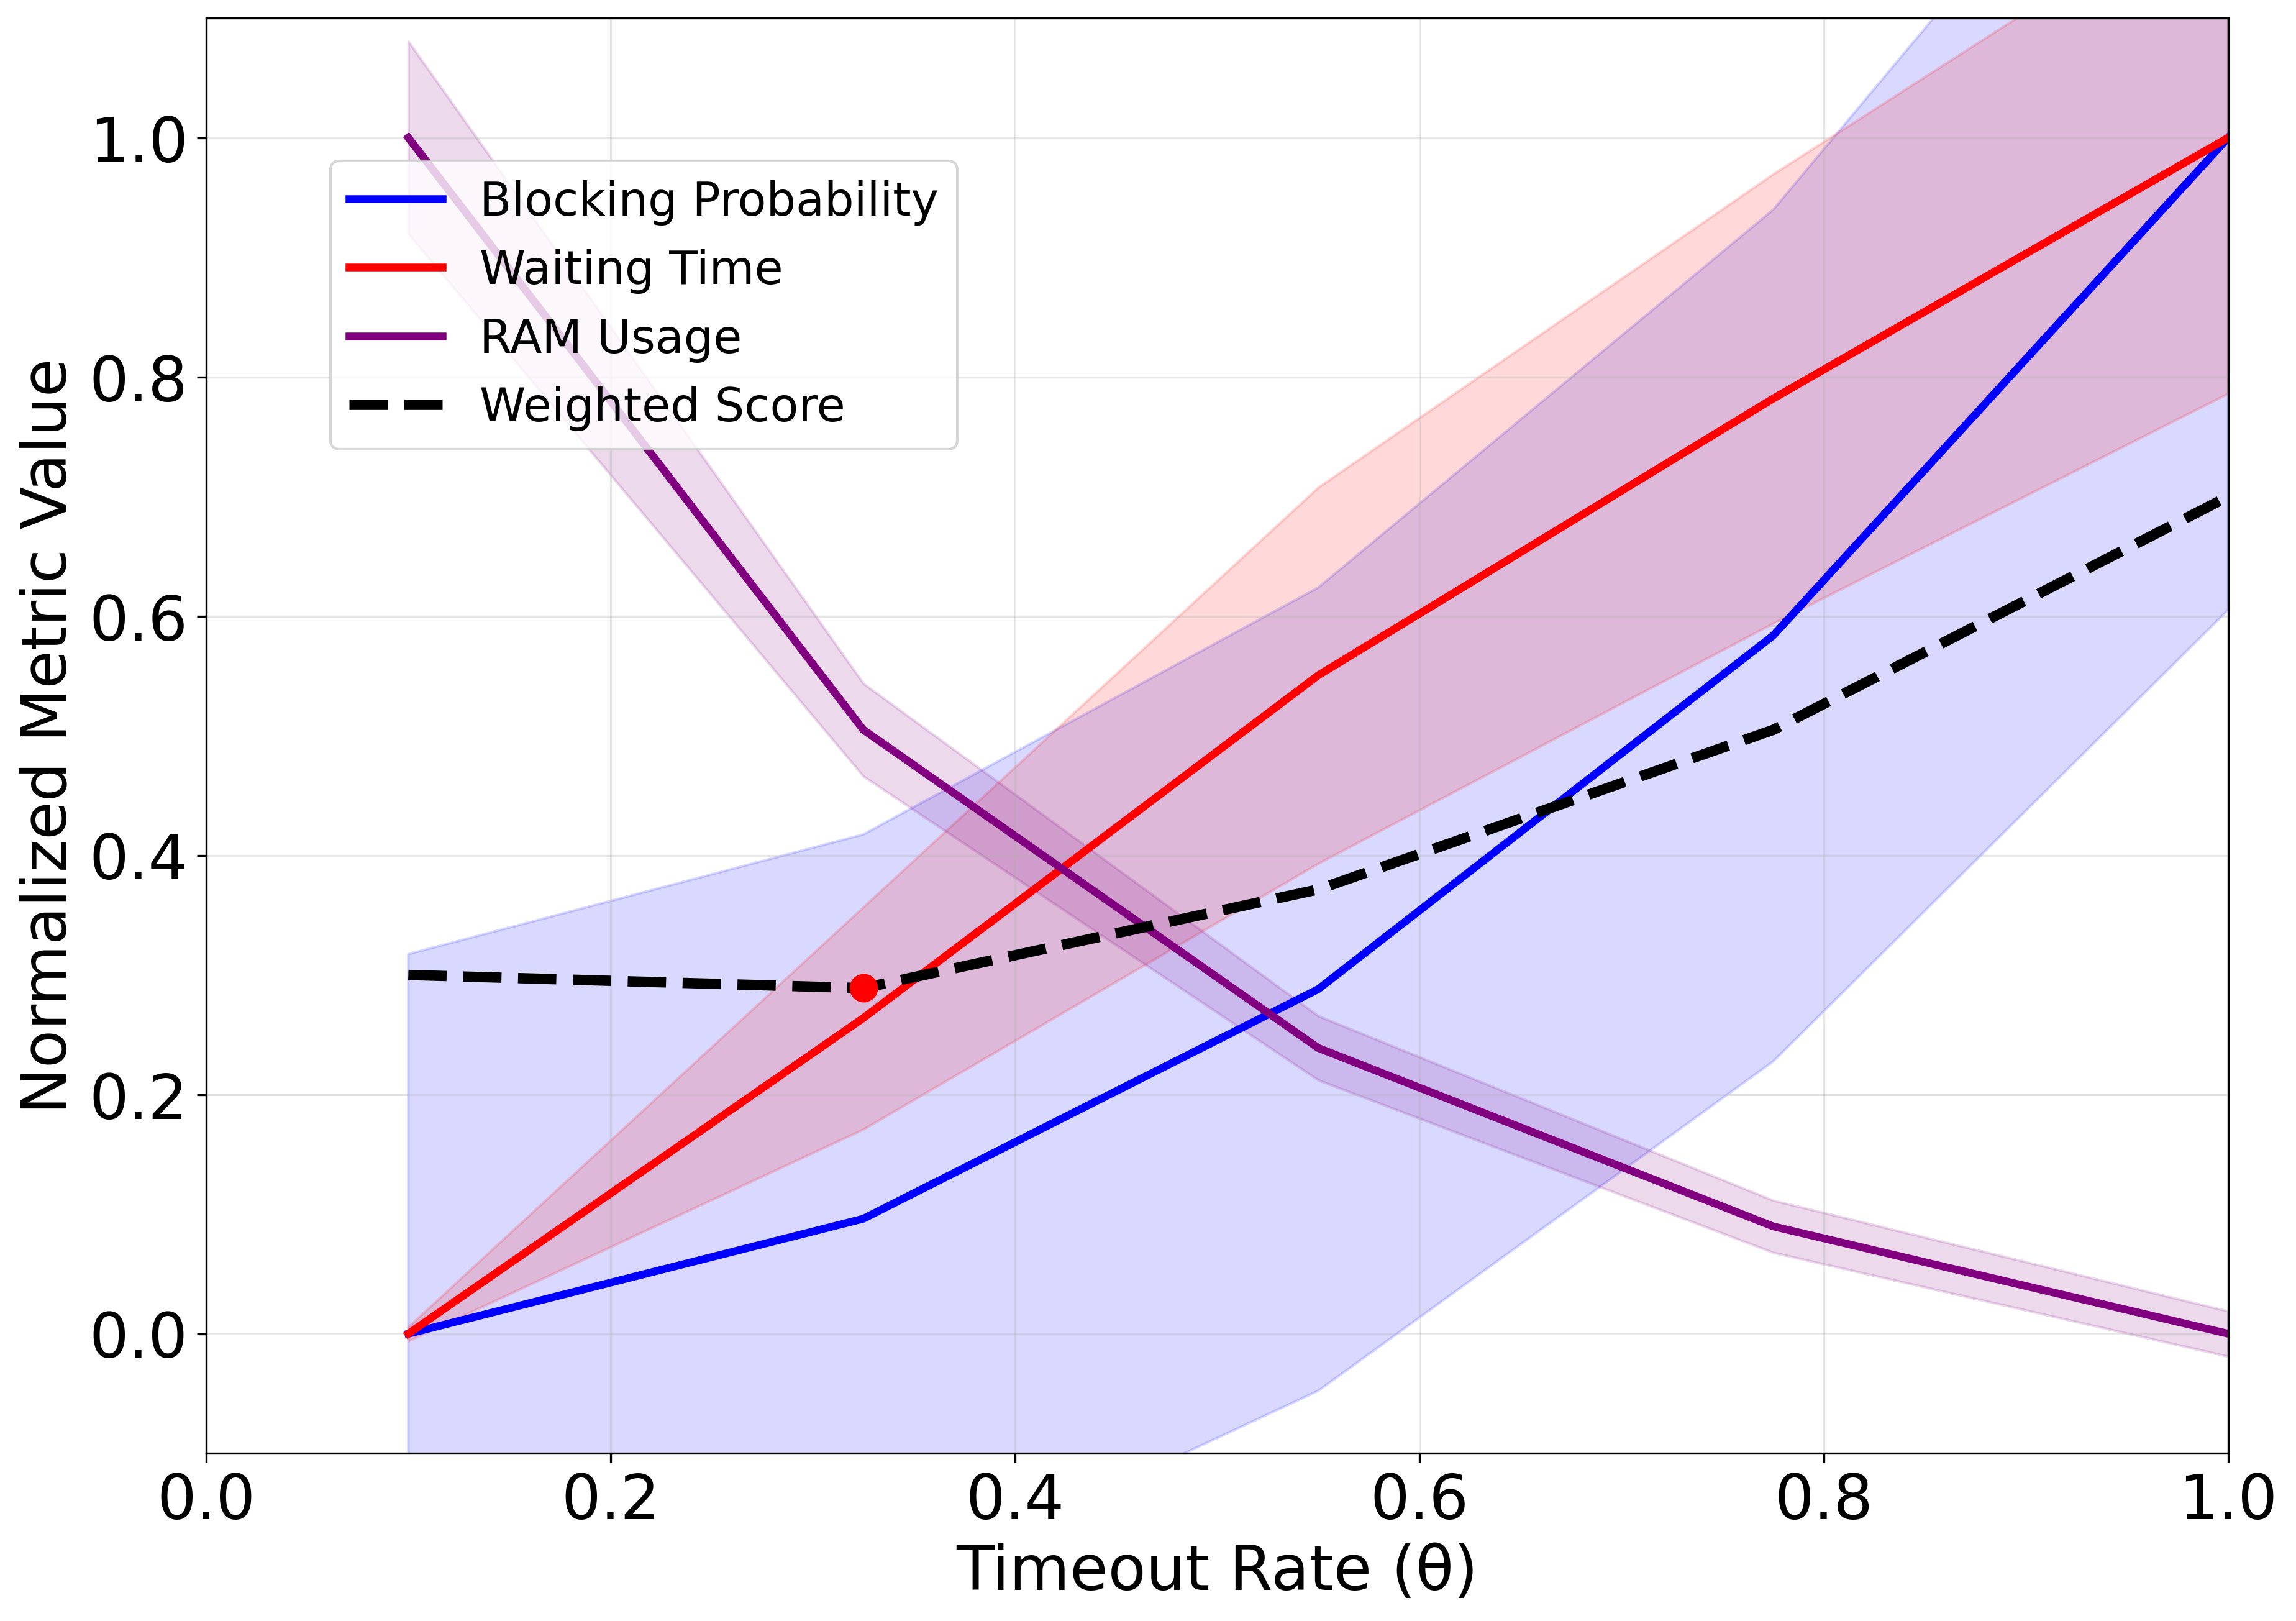 Normalized Metric Value
1.0
0.8
0.6
0.4
0.2
0.0
Blocking Probability
Waiting Time
RAM Usage
Weighted Score
0.0 0.2 0.4 0.6 0.8 1.0
Timeout Rate (θ)